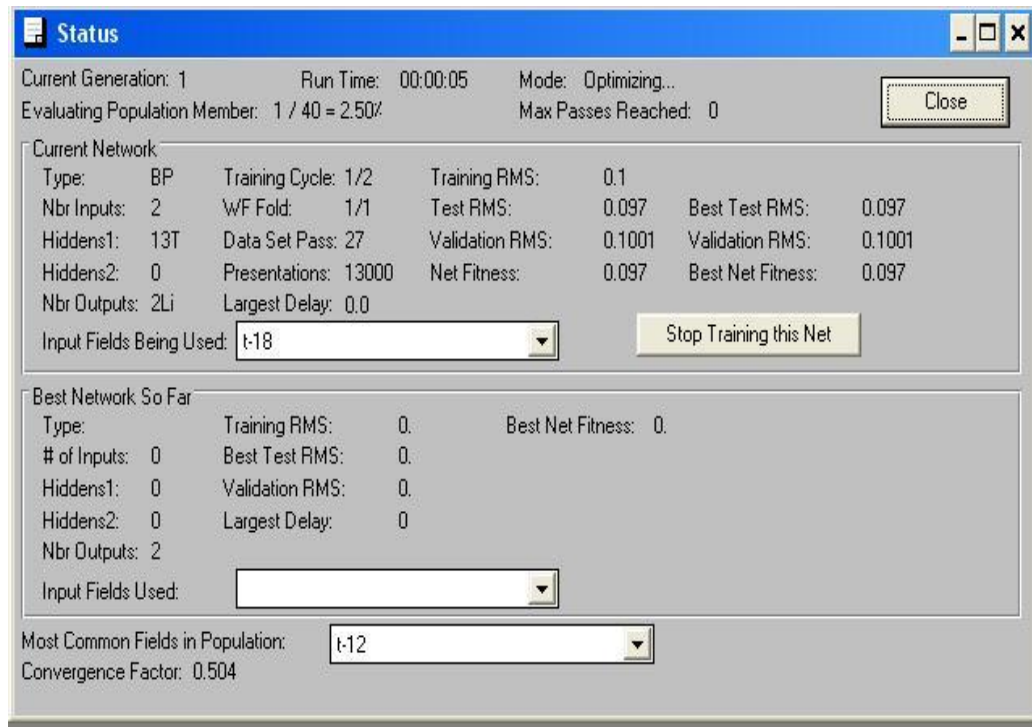 Status
Current Generation: 1 Run Time: 00:00:05 Mode: Optimizing...
Evaluating Population Member: 1 / 40 = 2.50% Max Passes Reached: 0
Close
Current Network
Type: BP Training Cycle: 1/2 Training RMS: 0.1
Nbr Inputs: 2 WF Fold: 1/1 Test RMS: 0.097 Best Test RMS: 0.097
Hiddens1: 13T Data Set Pass: 27 Validation RMS: 0.1001 Validation RMS: 0.1001
Hiddens2: 0 Presentations: 13000 Net Fitness: 0.097 Best Net Fitness: 0.097
Nbr Outputs: 2Li Largest Delay: 0.0
Input Fields Being Used: t-18 Stop Training this Net
Best Network So Far
Type: Training RMS: 0. Best Net Fitness: 0.
# of Inputs: 0 Best Test RMS: 0.
Hiddens1: 0 Validation RMS: 0.
Hiddens2: 0 Largest Delay: 0
Nbr Outputs: 2
Input Fields Used:
Most Common Fields in Population: t-12
Convergence Factor: 0.504